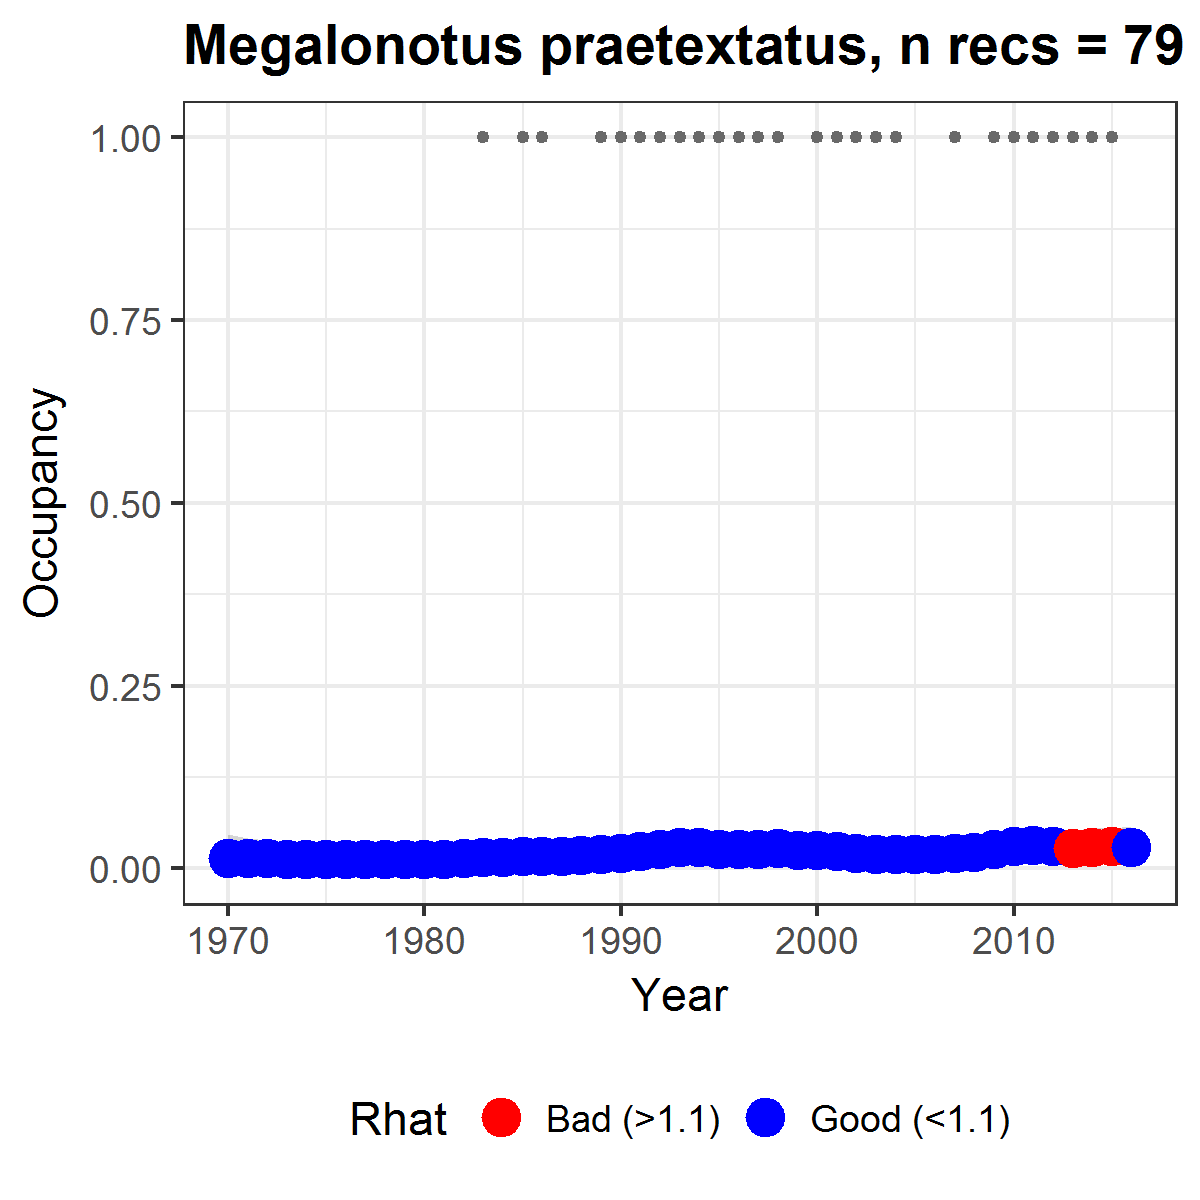 Megalonotus praetextatus, n recs = 79
1.00
0.75
0.50
0.25
0.00
Occupancy
1970 1980 1990 2000 2010
Year
Rhat Bad (>1.1) Good (<1.1)